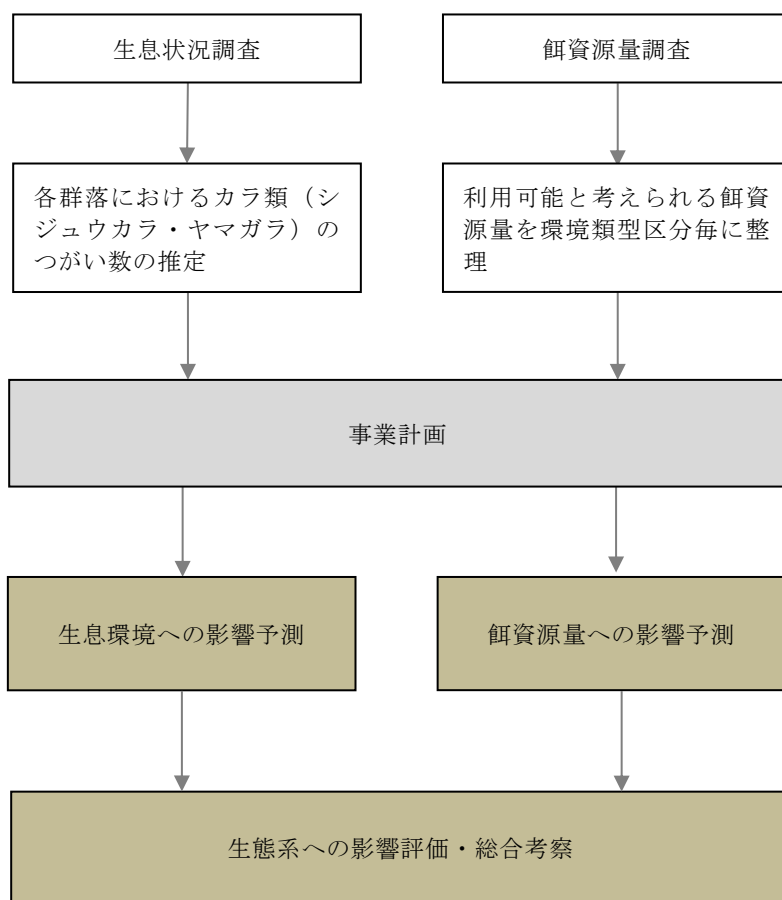 生息状況調査
餌資源量調査
各群落におけるカラ類（シ
ジュウカラ・ヤマガラ）の
つがい数の推定
利用可能と考えられる餌資
源量を環境類型区分毎に整
理
事業計画
生息環境への影響予測
餌資源量への影響予測
生態系への影響評価・総合考察